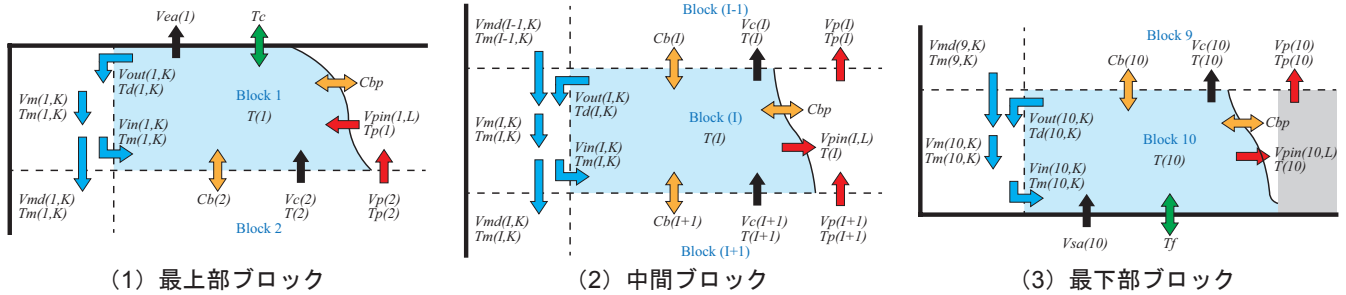 Vea(1)
Tc
Vout(1,K)
Td(1,K)
Block 1
T(1)
Cbp
Vm(1,K)
Tm(1,K)
Vin(1,K)
Tm(1,K)
Vpin(1,L)
Tp(1)
Vmd(1,K)
Tm(1,K)
Cb(2)
Vc(2)
T(2)
Vp(2)
Tp(2)
Block 2
(1)最上部ブロック
Block (I-1)
Vmd(I-1,K)
Tm(I-1,K)
Cb(I)
Vc(I)
T(I)
Vp(I)
Tp(I)
Vout(1,K)
Td(1,K)
Block (I)
T(I)
Cbp
Vm(I,K)
Tm(I,K)
Vin(I,K)
Tm(I,K)
Vpin(1,L)
T(I)
Vmd(I,K)
Tm(I,K)
Cb(I+1)
Vc(I+1)
T(I+1)
Vp(I+1)
Tp(I+1)
Block (I+1)
(2)中間ブロック
Block 9
Vmd(9,K)
Tm(9,K)
Cb(10)
Vc(10)
T(10)
Vp(10)
Tp(10)
Vout(10,K)
Td(10,K)
Block 10
T(10)
Cbp
Vm(10,K)
Tm(10,K)
Vin(10,K)
Tm(10,K)
Vpin(10,L)
T(10)
Vsa(10)
Tf
(3)最下部ブロック